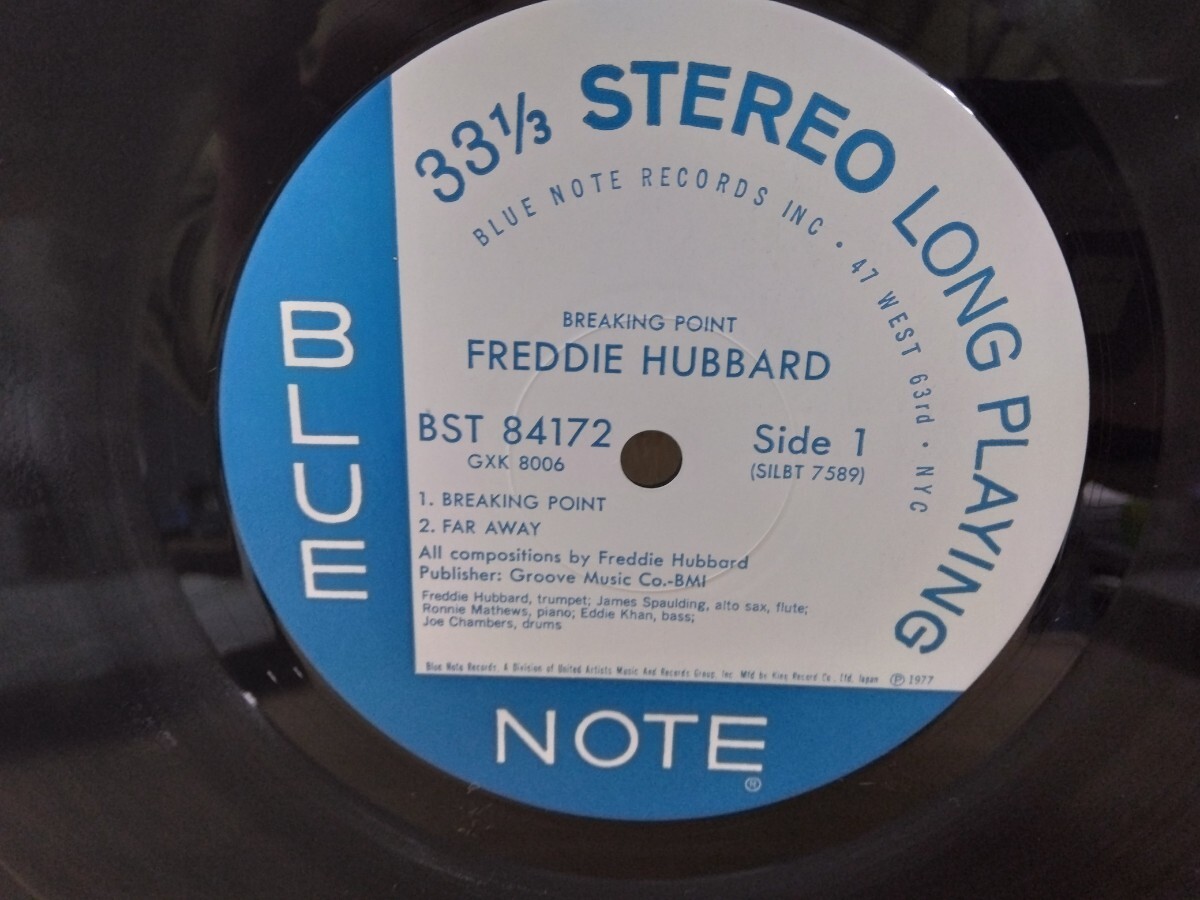 33⅓ STEREO LONG PLAYING
BLUE NOTE RECORDS INC • 47 WEST 63rd • NYC
BREAKING POINT
FREDDIE HUBBARD
BST 84172
GXK 8006
Side 1
(SILBT 7589)
1. BREAKING POINT
2. FAR AWAY
All compositions by Freddie Hubbard
Publisher: Groove Music Co.-BMI
Freddie Hubbard, trumpet; James Spaulding, alto sax, flute;
Ronnie Mathews, piano; Eddie Khan, bass;
Joe Chambers, drums
Blue Note Records. A Division of United Artists Music And Records Group, Inc. Mfd by King Record Co., Ltd. Japan ℗ 1977
BLUE
NOTE®